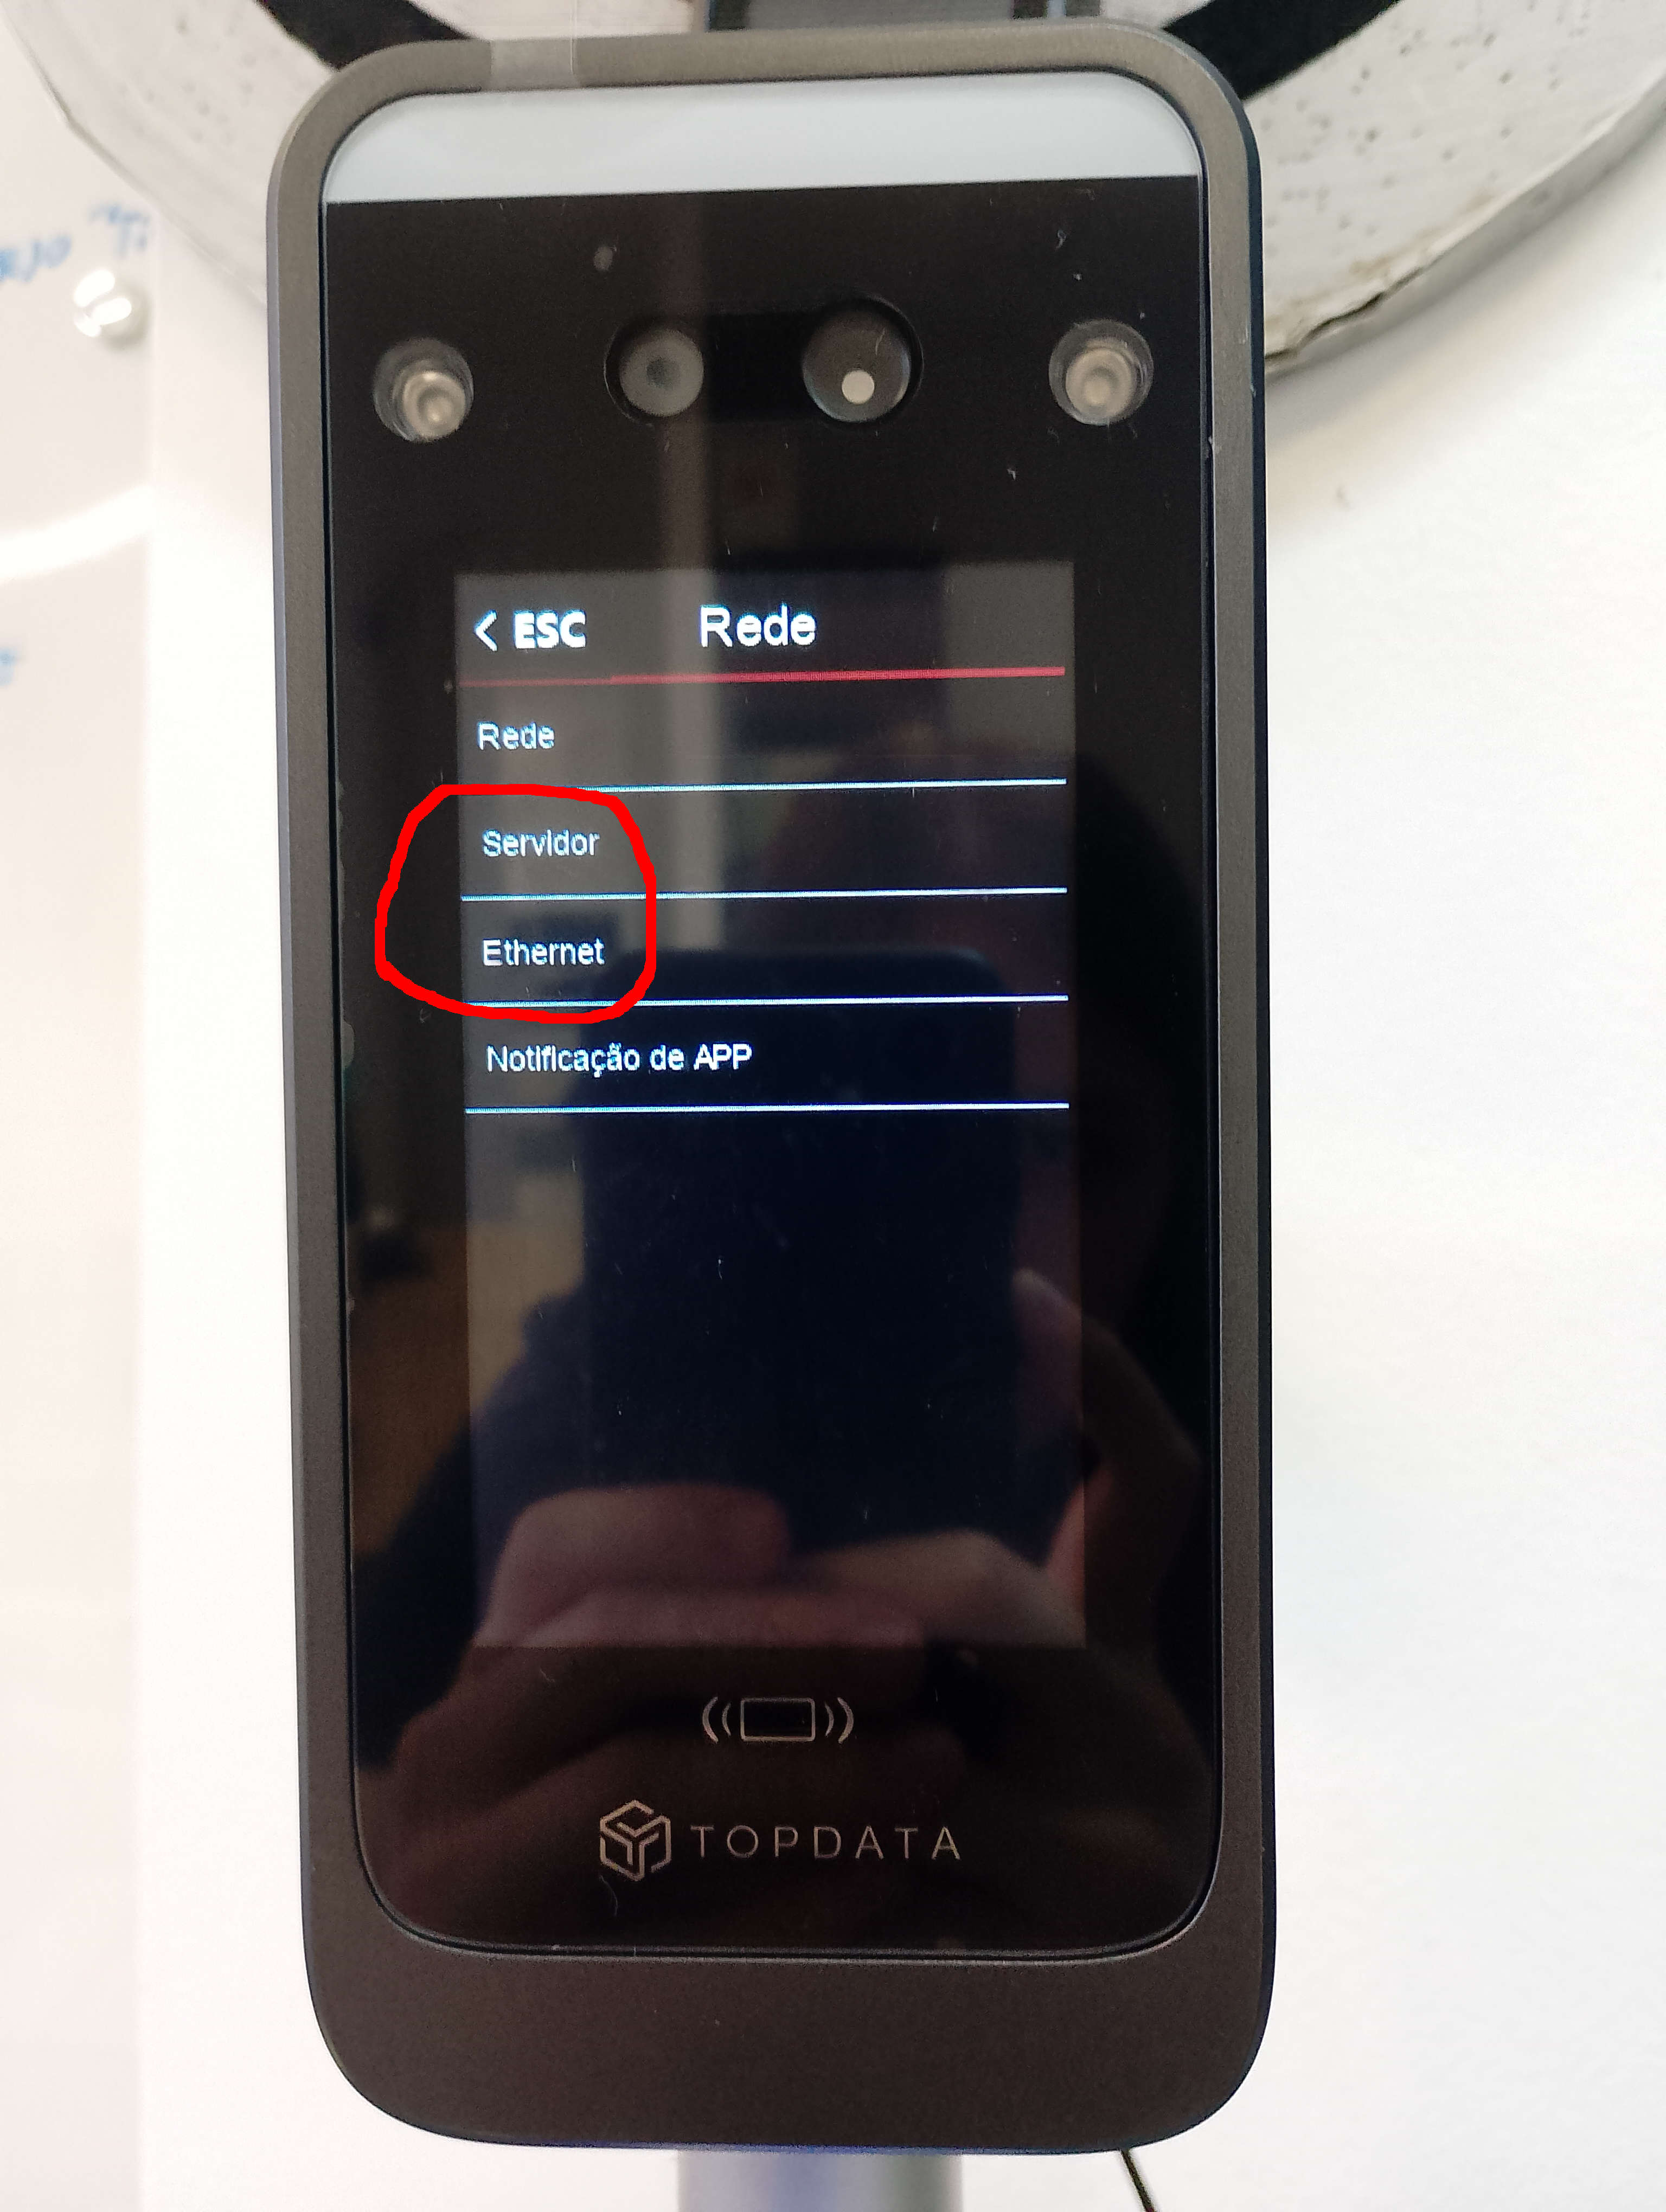 < ESC Rede
Rede
Servidor
Ethernet
Notificação de APP
TOPDATA